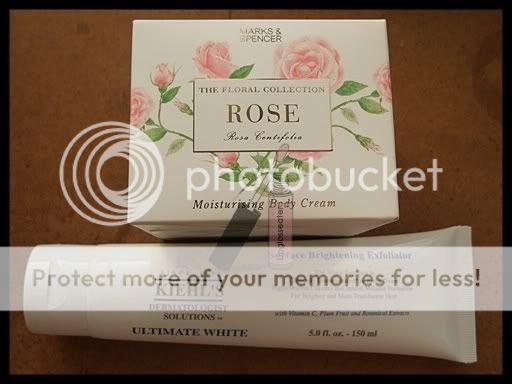 MARKS &
SPENCER
THE FLORAL COLLECTION
ROSE
Rosa Centifolia
photobucket
Moisturising Body Cream
Surface Brightening Exfoliator
Protect more of your memories for less!
KIEHL'S
DERMATOLOGIST
SOLUTIONS™
For Brighter and More Translucent Skin
with Vitamin C, Plum Fruit and Botanical Extracts
ULTIMATE WHITE
5.0 fl. oz. - 150 ml